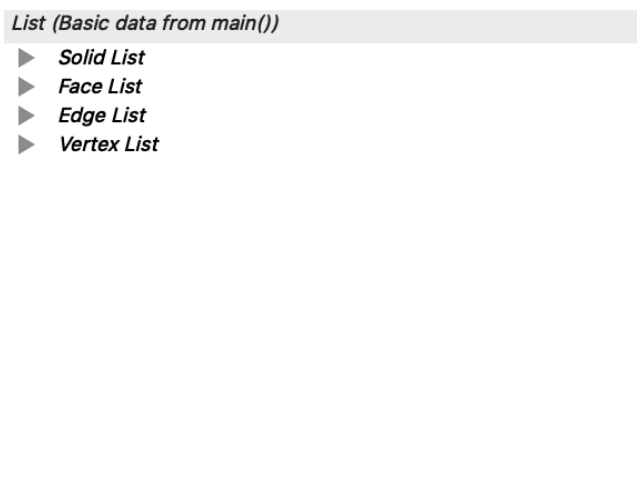 List (Basic data from main())
Solid List
Face List
Edge List
Vertex List